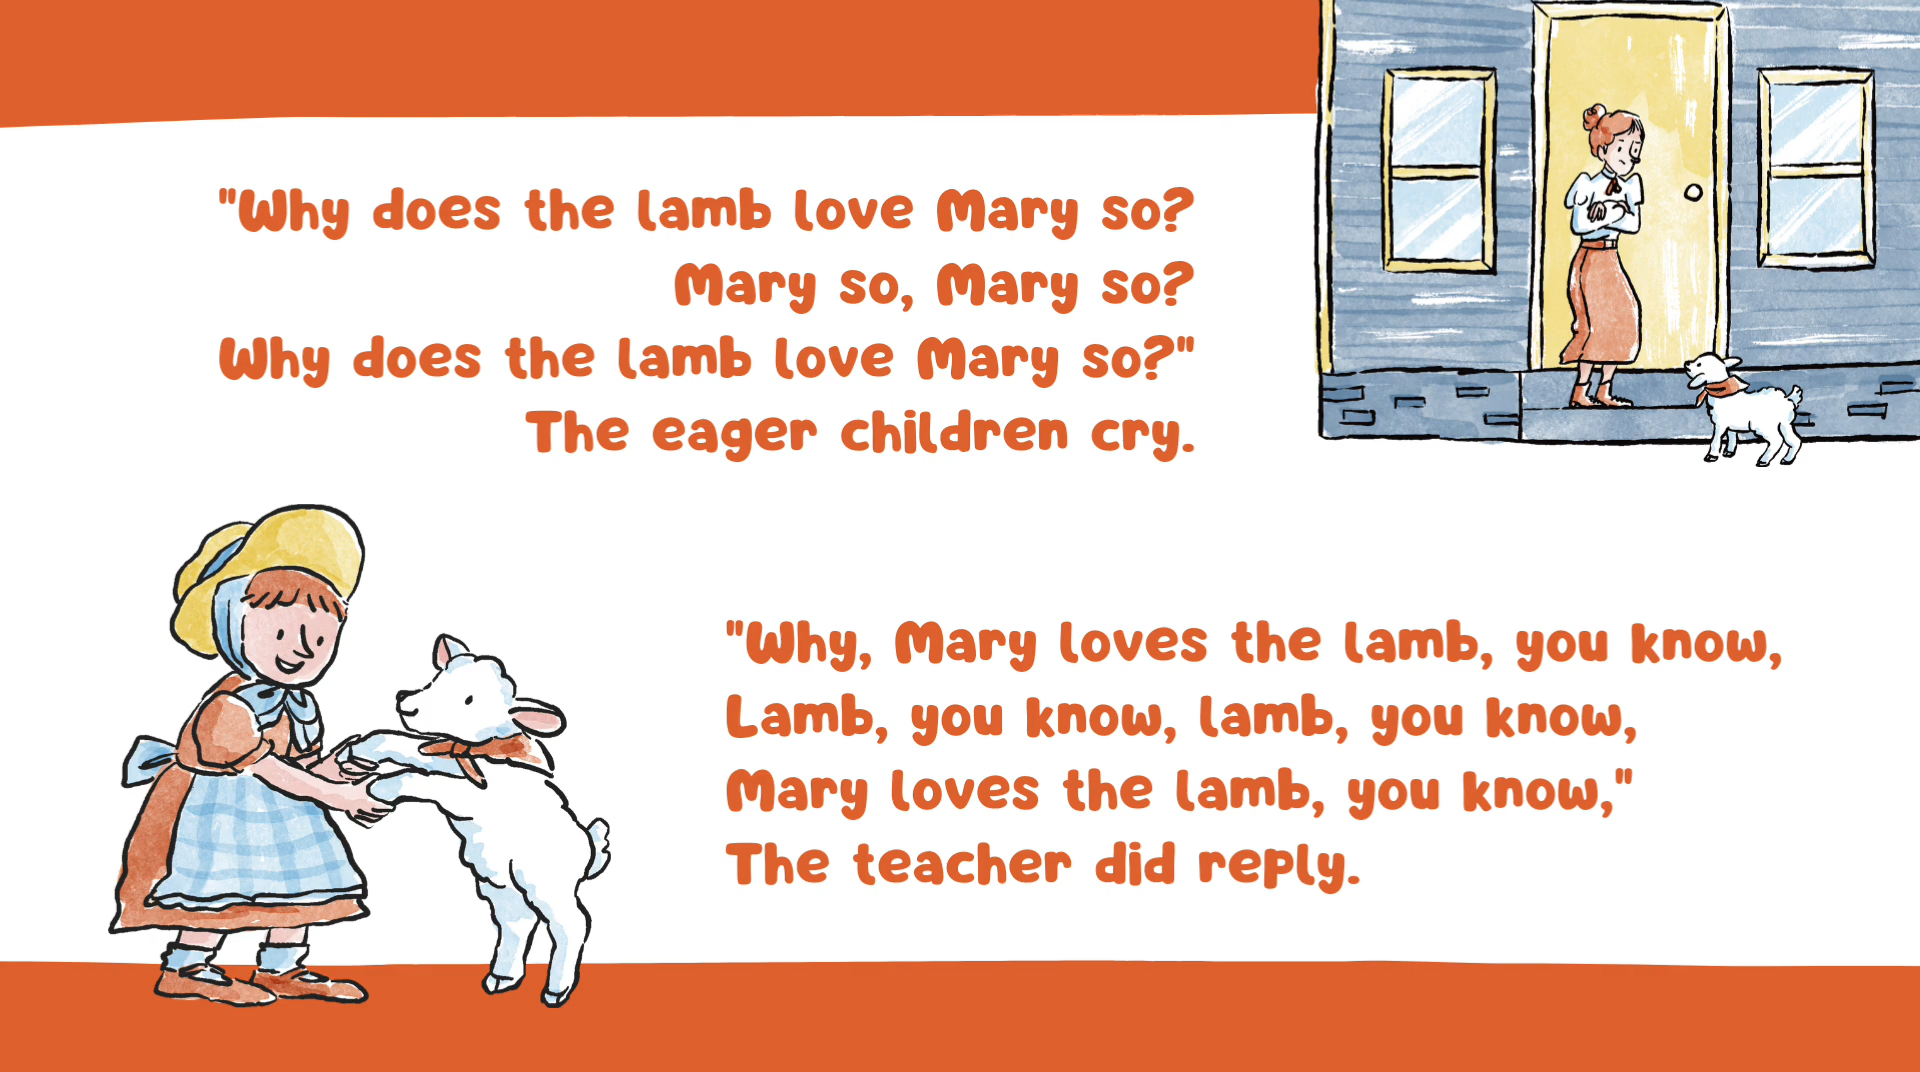 "Why does the lamb love Mary so?
Mary so, Mary so?
Why does the lamb love Mary so?"
The eager children cry.
"Why, Mary loves the lamb, you know,
Lamb, you know, lamb, you know,
Mary loves the lamb, you know,"
The teacher did reply.